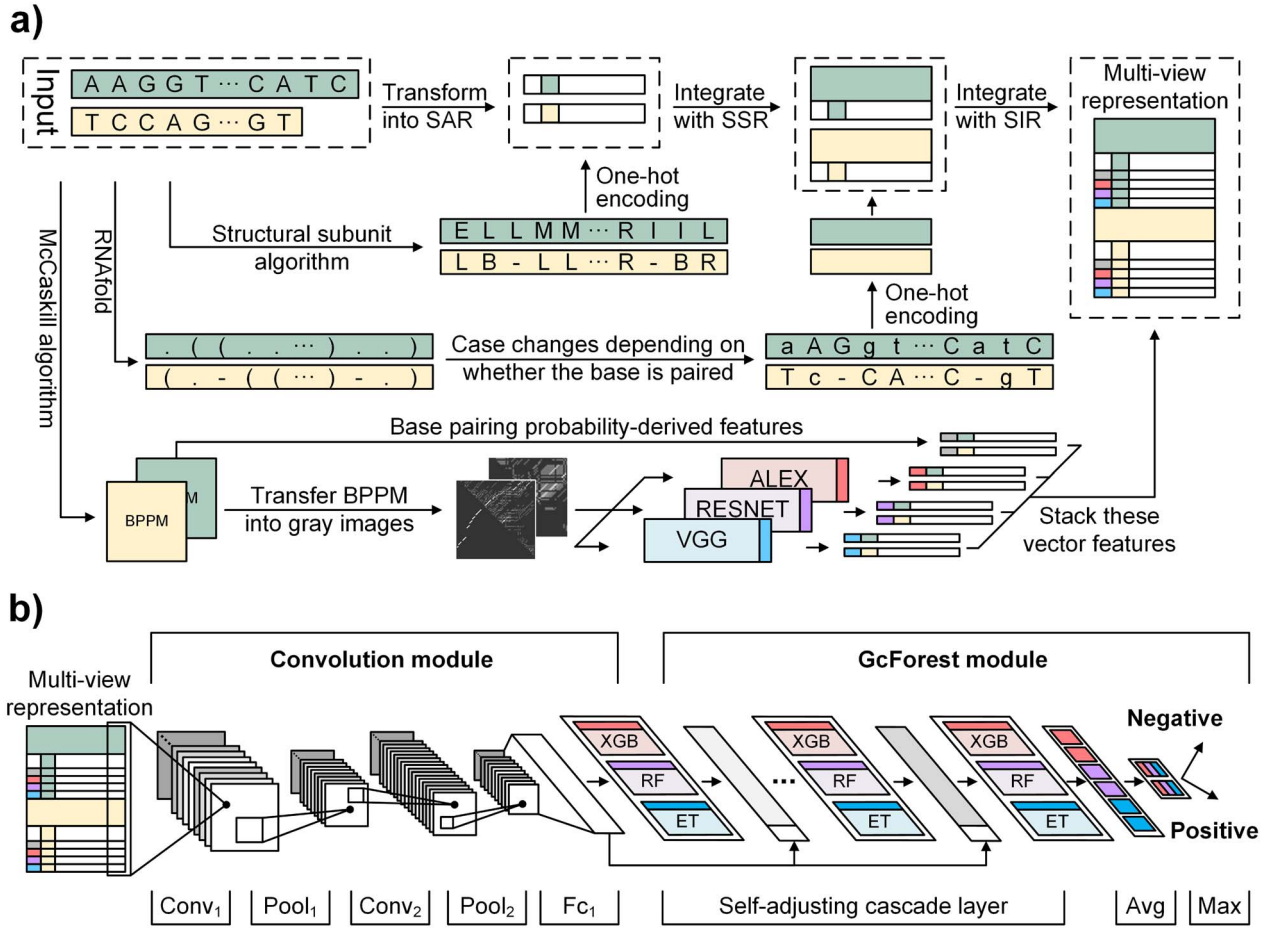 a)
Input
A A G G T ··· C A T C
T C C A G ··· G T
Transform
into SAR
Integrate
with SSR
Integrate
with SIR
Multi-view
representation
One-hot
encoding
McCaskill algorithm
RNAfold
Structural subunit
algorithm
E L L M M ··· R I I L
L B - L L ··· R - B R
One-hot
encoding
. ( ( . . ··· ) . . )
( . - ( ( ··· ) - . )
Case changes depending on
whether the base is paired
a A G g t ··· C a t C
T c - C A ··· C - g T
Base pairing probability-derived features
M
BPPM
Transfer BPPM
into gray images
ALEX
RESNET
VGG
Stack these
vector features
b)
Convolution module
GcForest module
Multi-view
representation
XGB
RF
ET
...
XGB
RF
ET
XGB
RF
ET
Negative
Positive
Conv₁
Pool₁
Conv₂
Pool₂
Fc₁
Self-adjusting cascade layer
Avg
Max